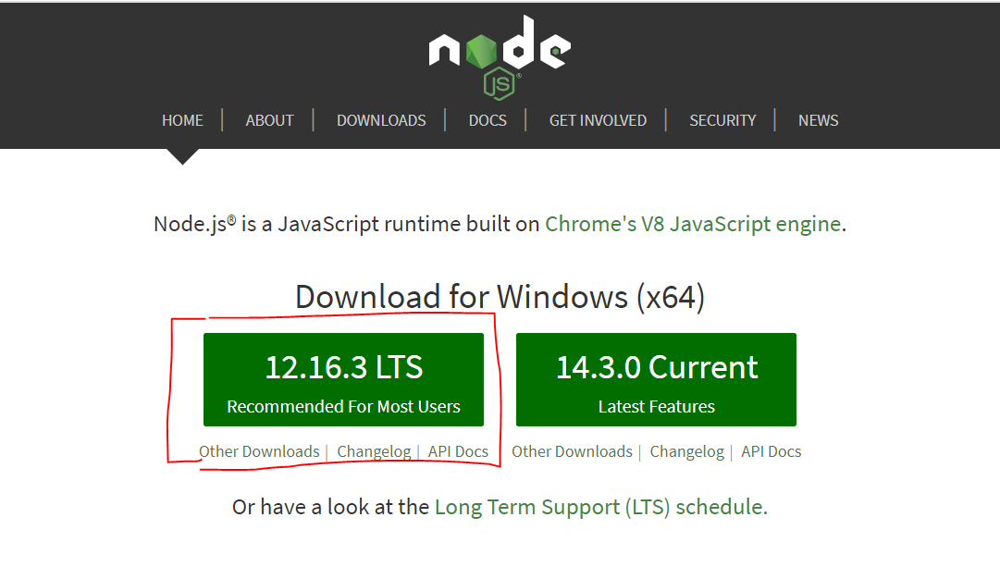 node
JS®
HOME | ABOUT | DOWNLOADS | DOCS | GET INVOLVED | SECURITY | NEWS
Node.js® is a JavaScript runtime built on Chrome's V8 JavaScript engine.
Download for Windows (x64)
12.16.3 LTS
Recommended For Most Users
Other Downloads | Changelog | API Docs
14.3.0 Current
Latest Features
Other Downloads | Changelog | API Docs
Or have a look at the Long Term Support (LTS) schedule.